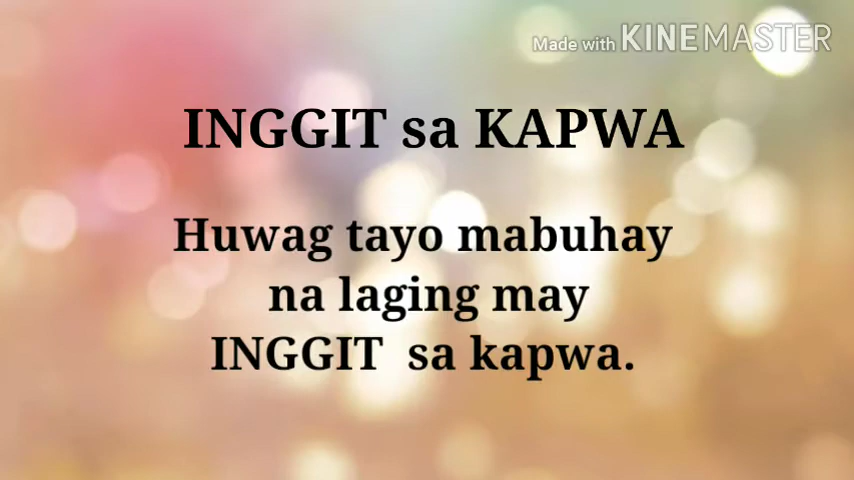 Made with KINEMASTER
INGGIT sa KAPWA
Huwag tayo mabuhay
na laging may
INGGIT sa kapwa.